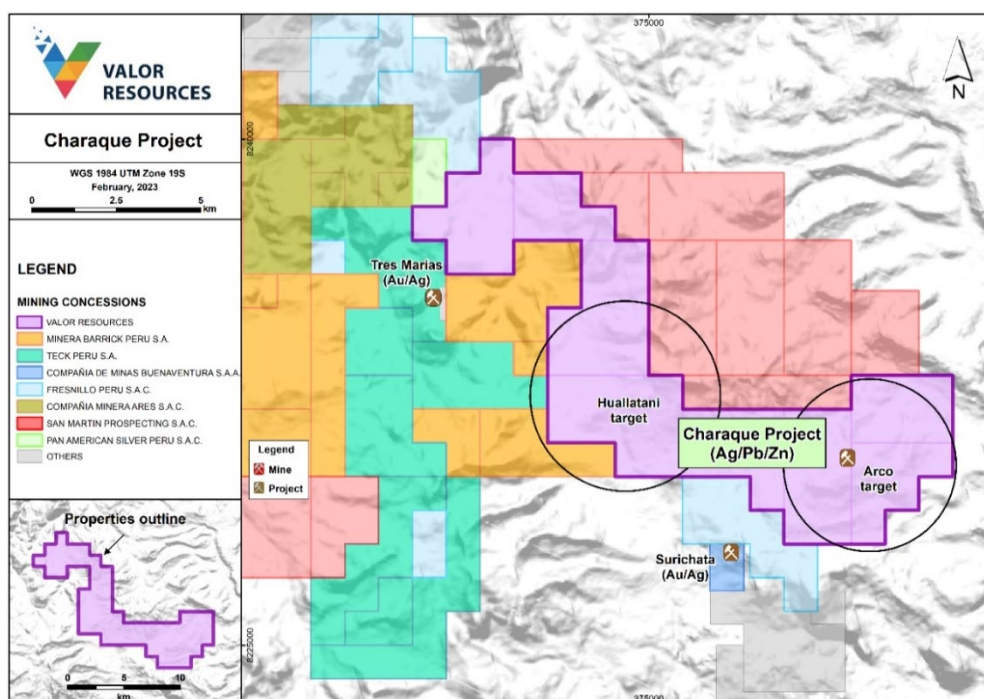 VALOR
RESOURCES
Charaque Project
WGS 1984 UTM Zone 19S
February, 2023
0 2.5 5
km
LEGEND
MINING CONCESSIONS
VALOR RESOURCES
MINERA BARRICK PERU S.A.
TECK PERU S.A.
COMPAÑIA DE MINAS BUENAVENTURA S.A.A.
FRESNILLO PERU S.A.C.
COMPAÑIA MINERA ARES S.A.C.
SAN MARTIN PROSPECTING S.A.C.
PAN AMERICAN SILVER PERU S.A.C.
OTHERS
Properties outline
0 5 10
km
375000
N
8240000
Tres Marias
(Au/Ag)
Huallatani
target
Charaque Project
(Ag/Pb/Zn)
Arco
target
Legend
Mine
Project
Surichata
(Au/Ag)
8225000
375000